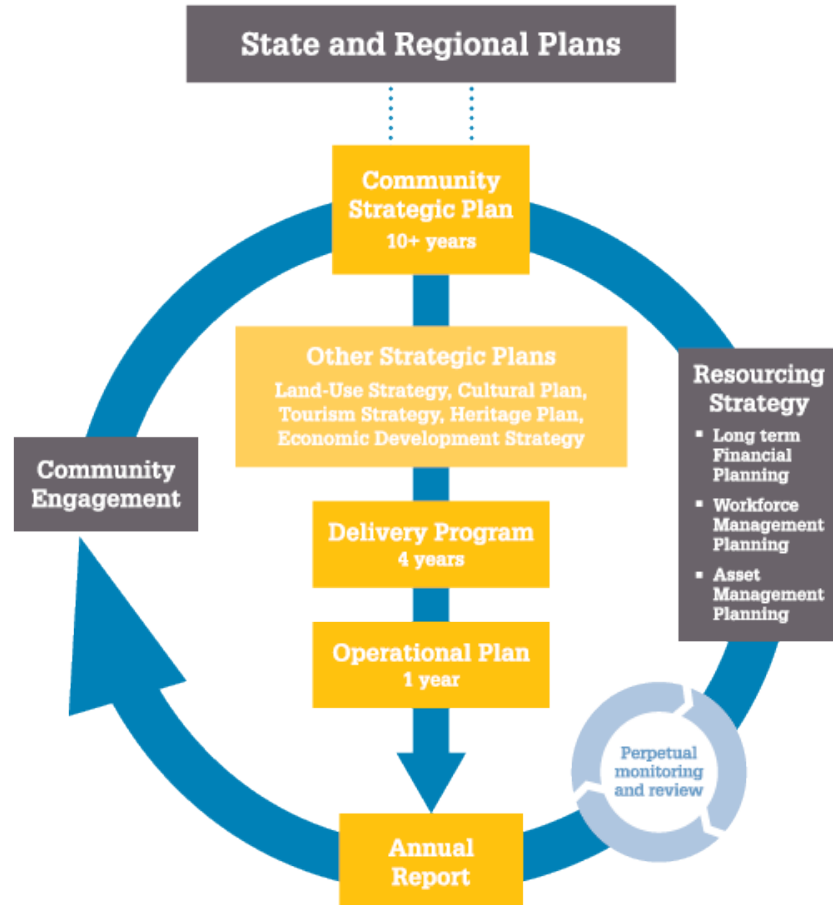 State and Regional Plans
Community
Strategic Plan
10+ years
Other Strategic Plans
Land-Use Strategy, Cultural Plan,
Tourism Strategy, Heritage Plan,
Economic Development Strategy
Resourcing
Strategy
▪ Long term
Financial
Planning
▪ Workforce
Management
Planning
▪ Asset
Management
Planning
Community
Engagement
Delivery Program
4 years
Operational Plan
1 year
Perpetual
monitoring
and review
Annual
Report